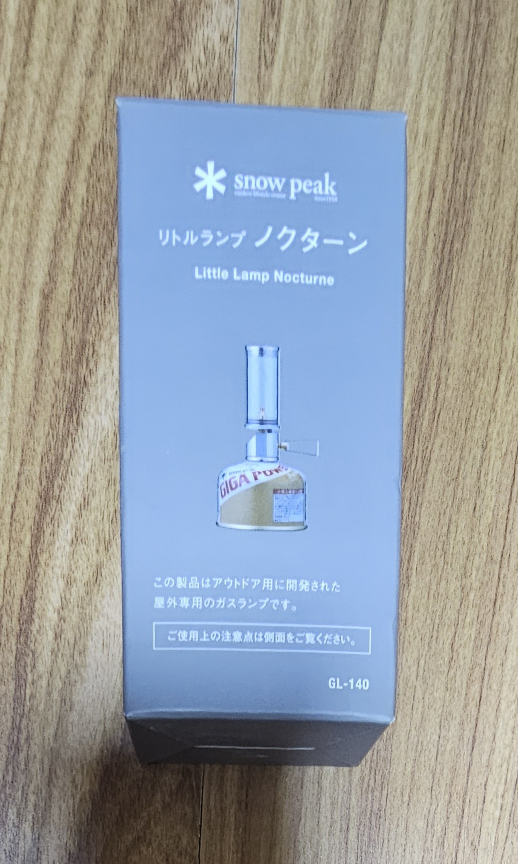 snow peak
リトルランプ ノクターン
Little Lamp Nocturne
GIGA POW
この製品はアウトドア用に開発された
屋外専用のガスランプです。
ご使用上の注意点は側面をご覧ください。
GL-140